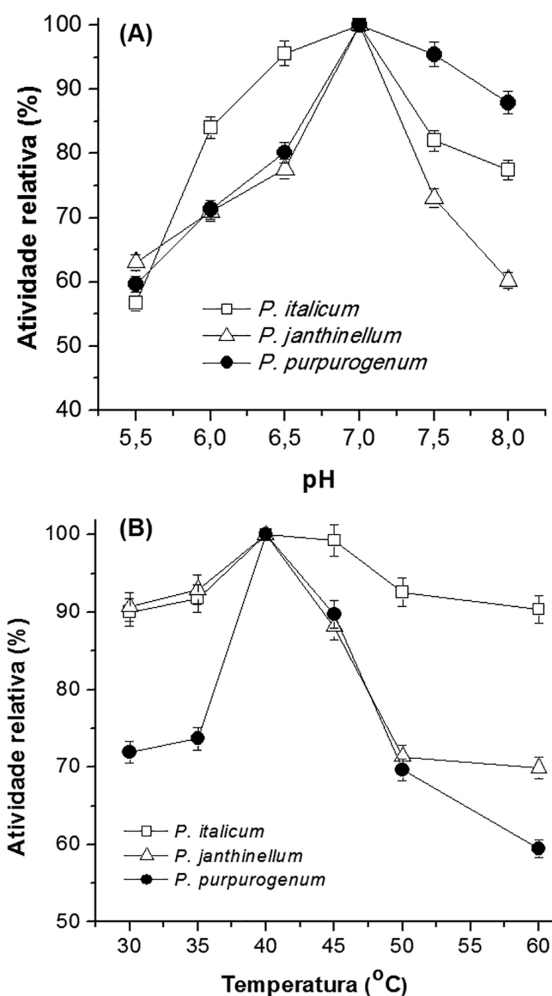 (A)
Atividade relativa (%)
100
90
80
70
60
50
40
P. italicum
P. janthinellum
P. purpurogenum
5,5 6,0 6,5 7,0 7,5 8,0
pH
(B)
Atividade relativa (%)
100
90
80
70
60
50
P. italicum
P. janthinellum
P. purpurogenum
30 35 40 45 50 55 60
Temperatura (°C)